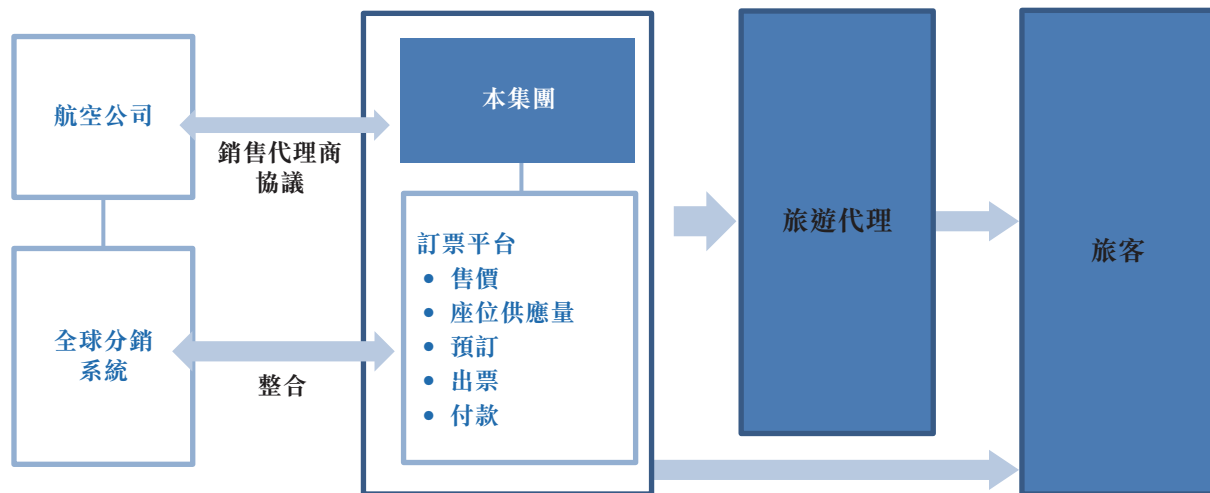 航空公司
銷售代理商
協議
全球分銷
系統
整合
本集團
訂票平台
• 售價
• 座位供應量
• 預訂
• 出票
• 付款
旅遊代理
旅客